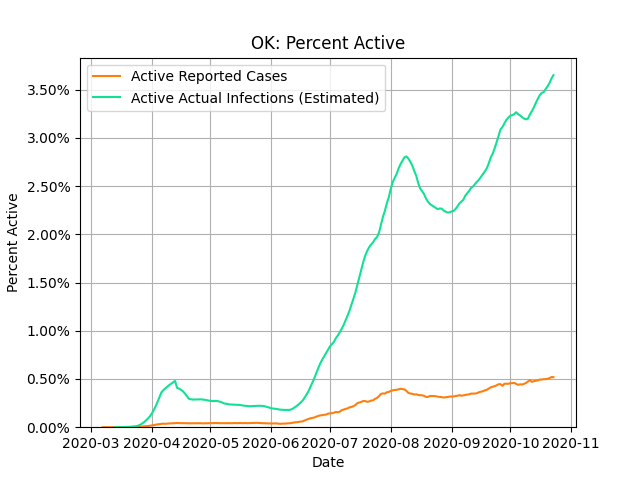 OK: Percent Active
Active Reported Cases
Active Actual Infections (Estimated)
Percent Active
3.50%
3.00%
2.50%
2.00%
1.50%
1.00%
0.50%
0.00%
2020-03 2020-04 2020-05 2020-06 2020-07 2020-08 2020-09 2020-10 2020-11
Date